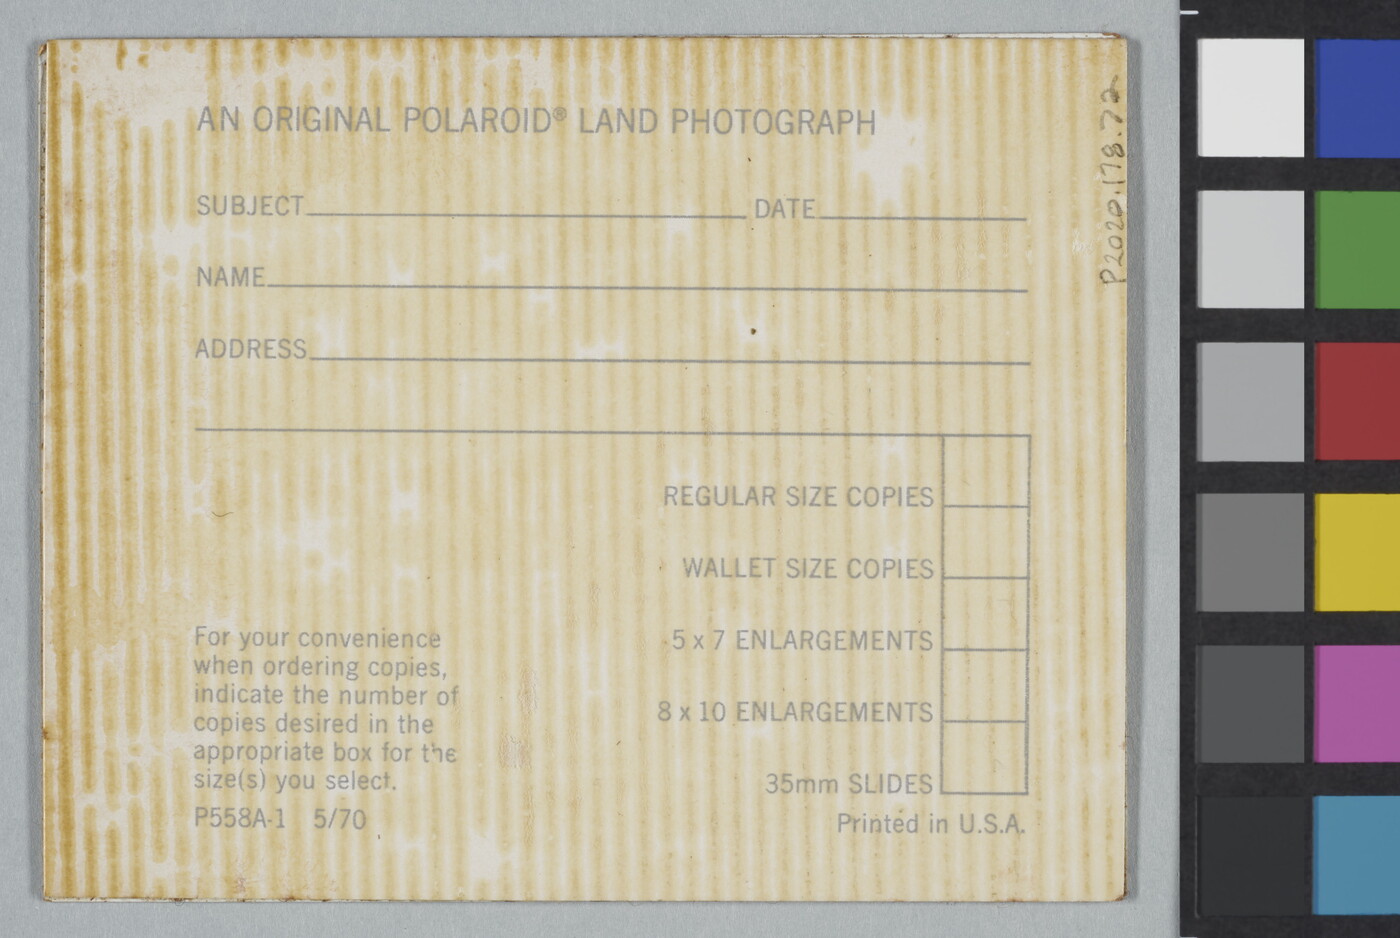 AN ORIGINAL POLAROID® LAND PHOTOGRAPH
SUBJECT DATE
NAME
ADDRESS
REGULAR SIZE COPIES
WALLET SIZE COPIES
5 x 7 ENLARGEMENTS
8 x 10 ENLARGEMENTS
35mm SLIDES
For your convenience
when ordering copies,
indicate the number of
copies desired in the
appropriate box for the
size(s) you select.
P558A-1 5/70
Printed in U.S.A.
P2020.178.72